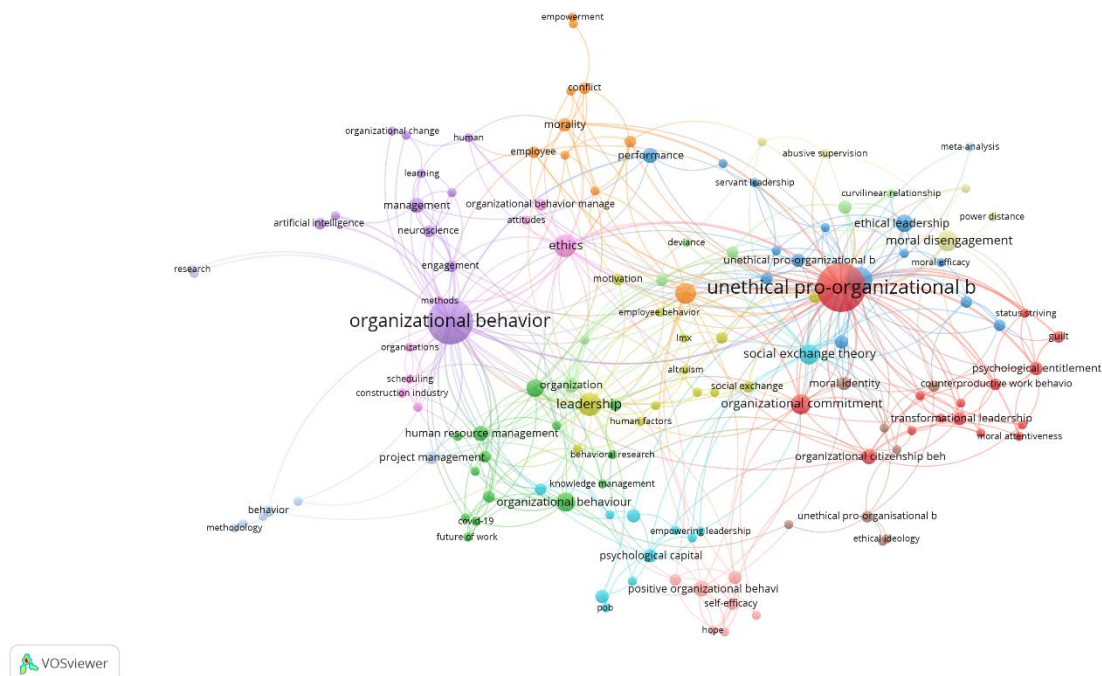 empowerment
conflict
morality
organizational change
human
employee
performance
abusive supervision
meta-analysis
learning
servant leadership
curvilinear relationship
management
organizational behavior manage
attitudes
artificial intelligence
neuroscience
ethical leadership
power distance
ethics
deviance
moral disengagement
research
engagement
unethical pro-organizational b
moral efficacy
motivation
unethical pro-organizational b
methods
organizational behavior
employee behavior
status striving
lmx
guilt
organizations
social exchange theory
altruism
psychological entitlement
scheduling
organization
social exchange
moral identity
counterproductive work behavio
construction industry
leadership
organizational commitment
human factors
transformational leadership
human resource management
moral attentiveness
behavioral research
project management
organizational citizenship beh
knowledge management
organizational behaviour
behavior
covid-19
unethical pro-organisational b
methodology
future of work
empowering leadership
ethical ideology
psychological capital
positive organizational behavi
pob
self-efficacy
hope
VOSviewer